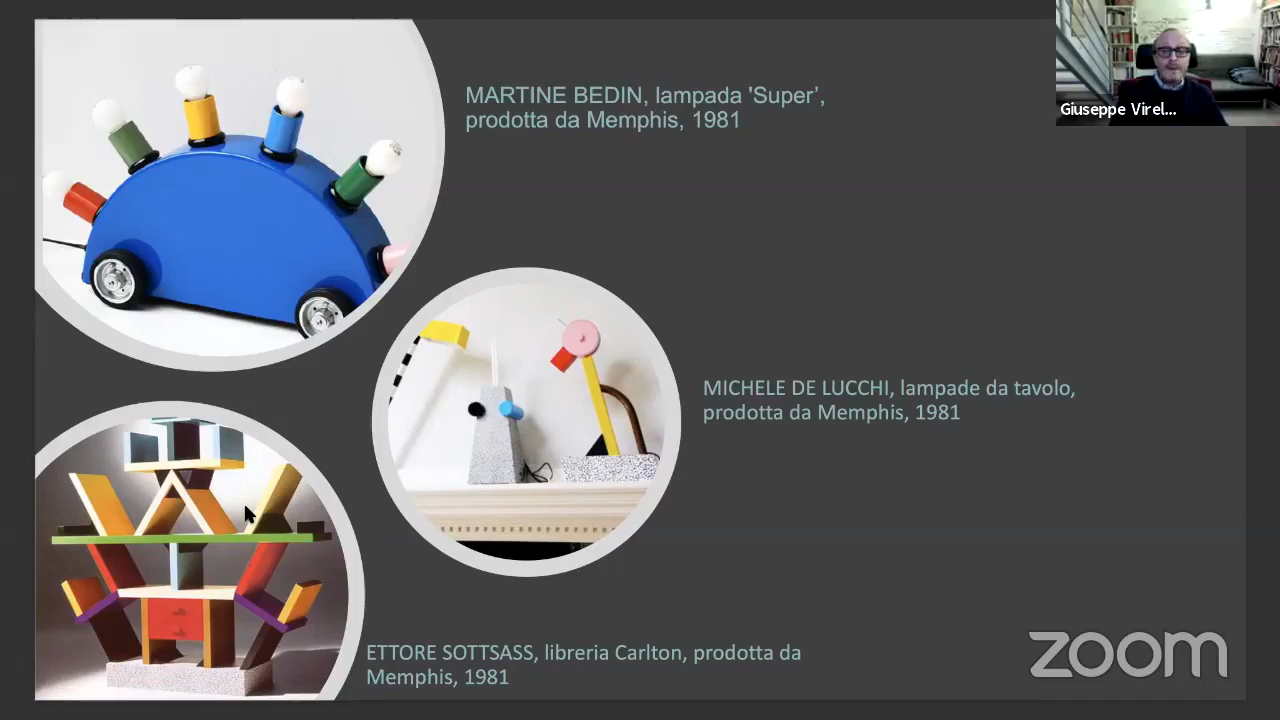 MARTINE BEDIN, lampada 'Super’,
prodotta da Memphis, 1981
Giuseppe Virel...
MICHELE DE LUCCHI, lampade da tavolo,
prodotta da Memphis, 1981
ETTORE SOTTSASS, libreria Carlton, prodotta da
Memphis, 1981
zoom